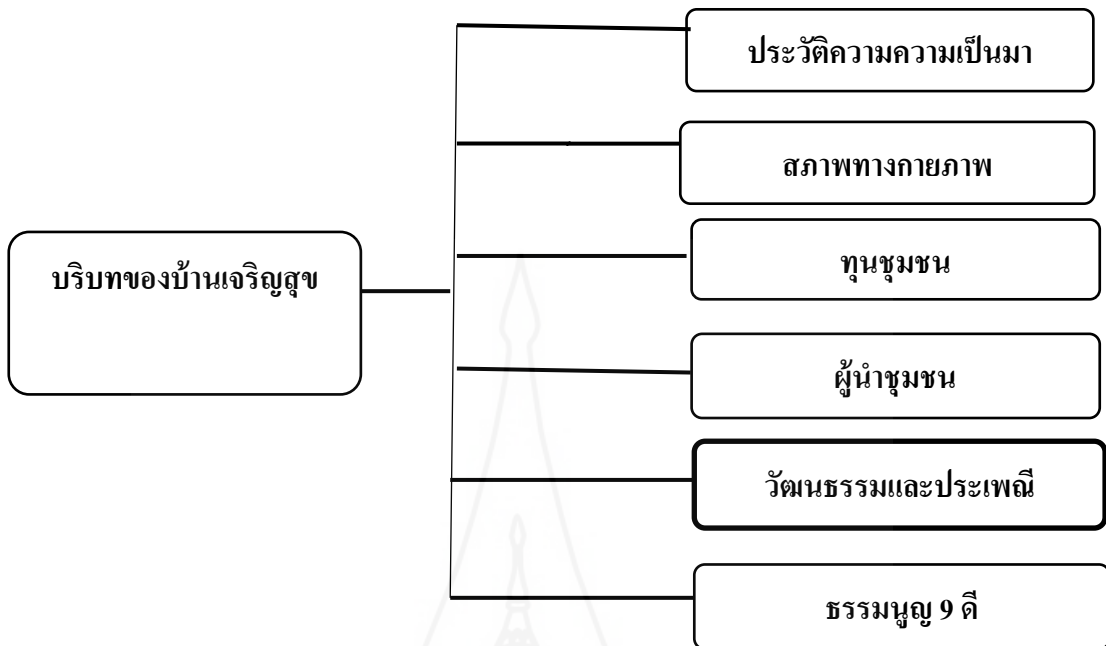 ประวัติความความเป็นมา
สภาพทางกายภาพ
ทุนชุมชน
บริบทของบ้านเจริญสุข
ผู้นำชุมชน
วัฒนธรรมและประเพณี
ธรรมนูญ 9 ดี